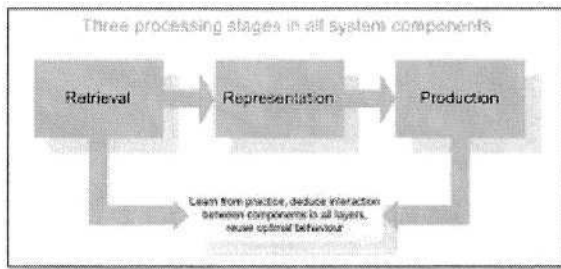 Three processing stages in all system components
Retrieval
Representation
Production
Learn from practice, deduce interaction
between components in all layers,
reuse optimal behaviour